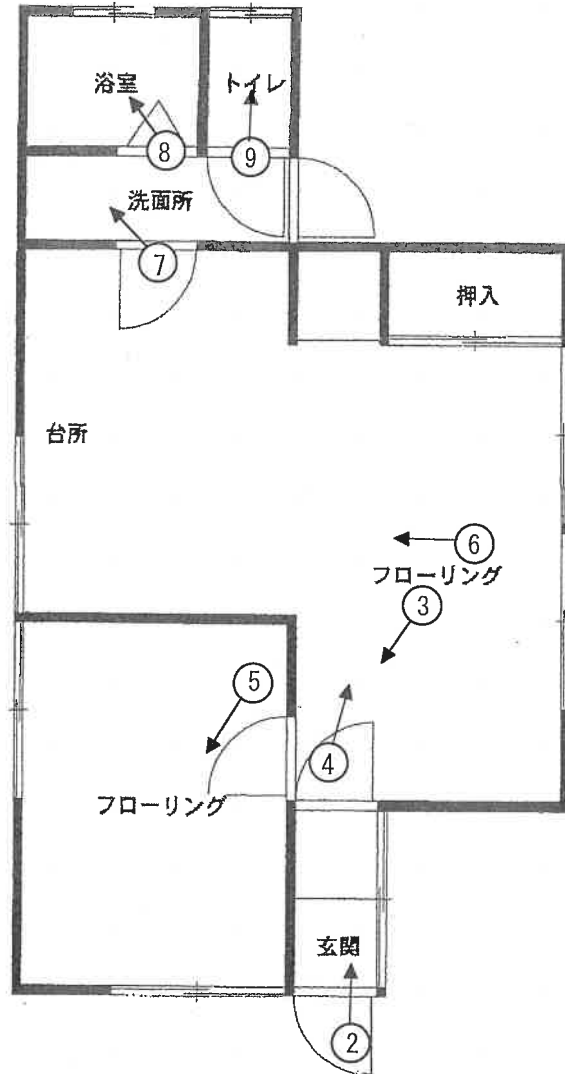 浴室
トイレ
⑧
⑨
洗面所
⑦
押入
台所
⑥
フローリング
③
⑤
④
フローリング
玄関
②